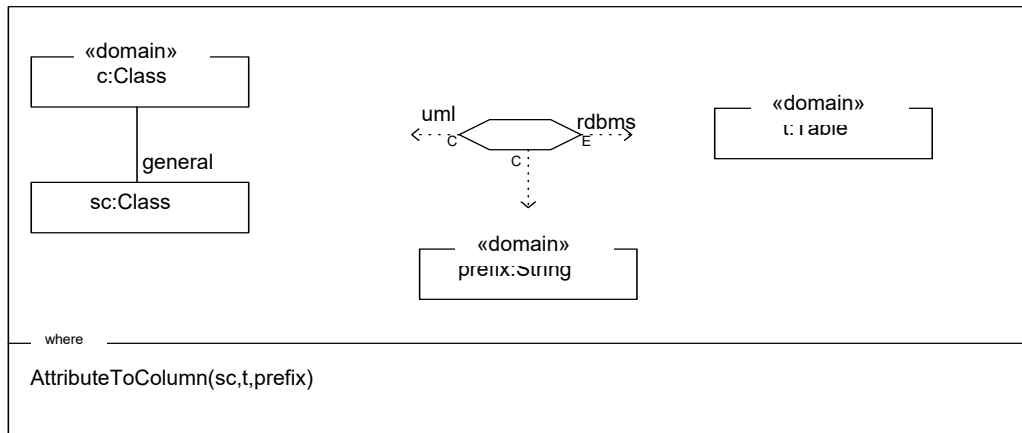 «domain»
c:Class
general
sc:Class
uml
C
rdbms
E
C
«domain»
t:Table
«domain»
prefix:String
where
AttributeToColumn(sc,t,prefix)